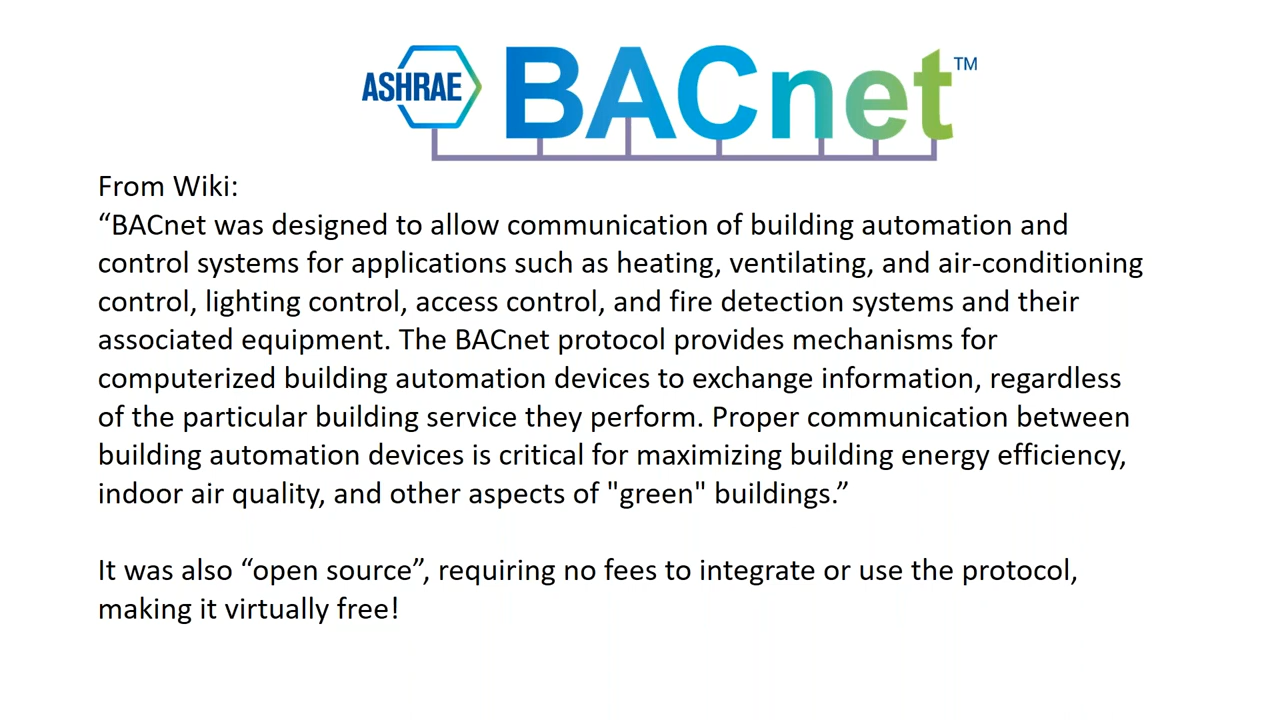 ASHRAE BACnet™
From Wiki:
“BACnet was designed to allow communication of building automation and
control systems for applications such as heating, ventilating, and air-conditioning
control, lighting control, access control, and fire detection systems and their
associated equipment. The BACnet protocol provides mechanisms for
computerized building automation devices to exchange information, regardless
of the particular building service they perform. Proper communication between
building automation devices is critical for maximizing building energy efficiency,
indoor air quality, and other aspects of "green" buildings.”
It was also “open source”, requiring no fees to integrate or use the protocol,
making it virtually free!